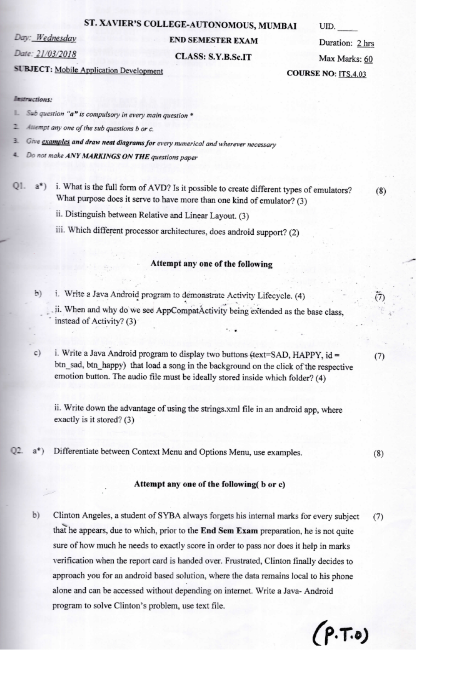 ST. XAVIER'S COLLEGE-AUTONOMOUS, MUMBAI UID. ____
Day: Wednesday END SEMESTER EXAM Duration: 2 hrs
Date: 21/03/2018 CLASS: S.Y.B.Sc.IT Max Marks: 60
SUBJECT: Mobile Application Development COURSE NO: ITS.4.03
Instructions:
1. Sub question "a" is compulsory in every main question *
2. Attempt any one of the sub questions b or c.
3. Give examples and draw neat diagrams for every numerical and wherever necessary
4. Do not make ANY MARKINGS ON THE questions paper
Q1. a*) i. What is the full form of AVD? Is it possible to create different types of emulators? (8)
What purpose does it serve to have more than one kind of emulator? (3)
ii. Distinguish between Relative and Linear Layout. (3)
iii. Which different processor architectures, does android support? (2)
Attempt any one of the following
b) i. Write a Java Android program to demonstrate Activity Lifecycle. (4) (7)
ii. When and why do we see AppCompatActivity being extended as the base class,
instead of Activity? (3)
c) i. Write a Java Android program to display two buttons (text=SAD, HAPPY, id = (7)
btn_sad, btn_happy) that load a song in the background on the click of the respective
emotion button. The audio file must be ideally stored inside which folder? (4)
ii. Write down the advantage of using the strings.xml file in an android app, where
exactly is it stored? (3)
Q2. a*) Differentiate between Context Menu and Options Menu, use examples. (8)
Attempt any one of the following( b or c)
b) Clinton Angeles, a student of SYBA always forgets his internal marks for every subject (7)
that he appears, due to which, prior to the End Sem Exam preparation, he is not quite
sure of how much he needs to exactly score in order to pass nor does it help in marks
verification when the report card is handed over. Frustrated, Clinton finally decides to
approach you for an android based solution, where the data remains local to his phone
alone and can be accessed without depending on internet. Write a Java- Android
program to solve Clinton's problem, use text file.
(P.T.O)